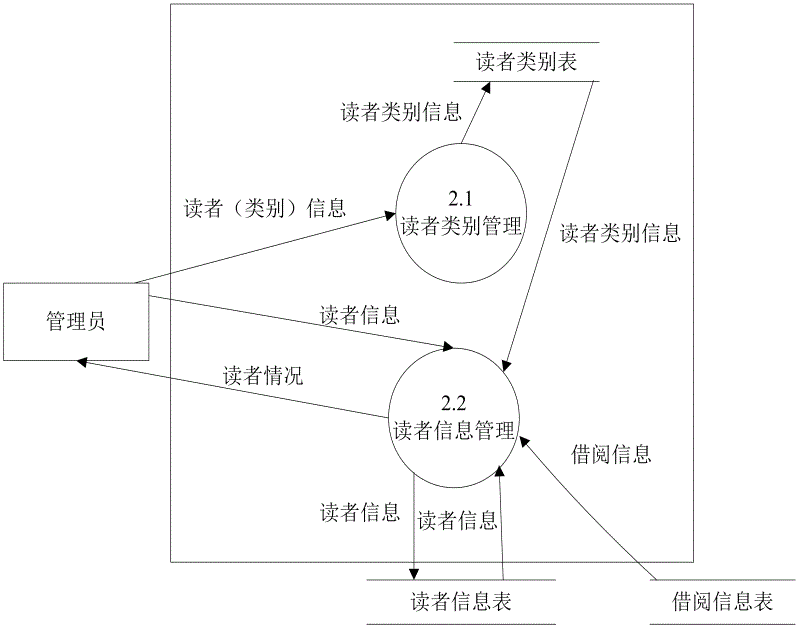 读者类别表
读者类别信息
2.1
读者类别管理
读者（类别）信息
读者类别信息
管理员
读者信息
读者情况
2.2
读者信息管理
借阅信息
读者信息
读者信息
读者信息表
借阅信息表